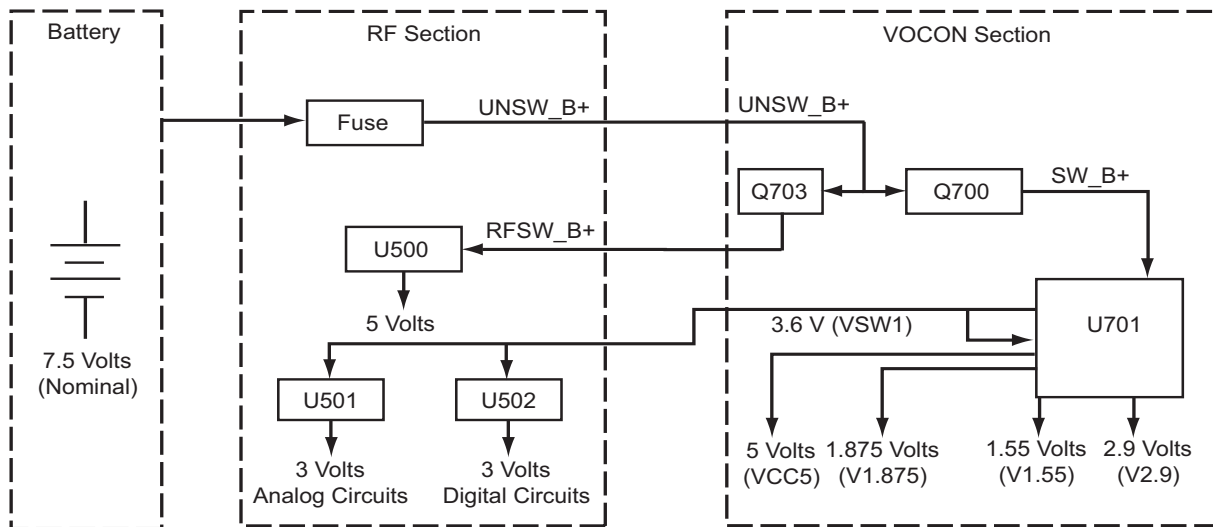 Battery
RF Section
VOCON Section
UNSW_B+
UNSW_B+
Fuse
SW_B+
Q703
Q700
RFSW_B+
U500
5 Volts
3.6 V (VSW1)
U701
7.5 Volts
(Nominal)
U501
U502
3 Volts
Analog Circuits
3 Volts
Digital Circuits
5 Volts
(VCC5)
1.875 Volts
(V1.875)
1.55 Volts
(V1.55)
2.9 Volts
(V2.9)